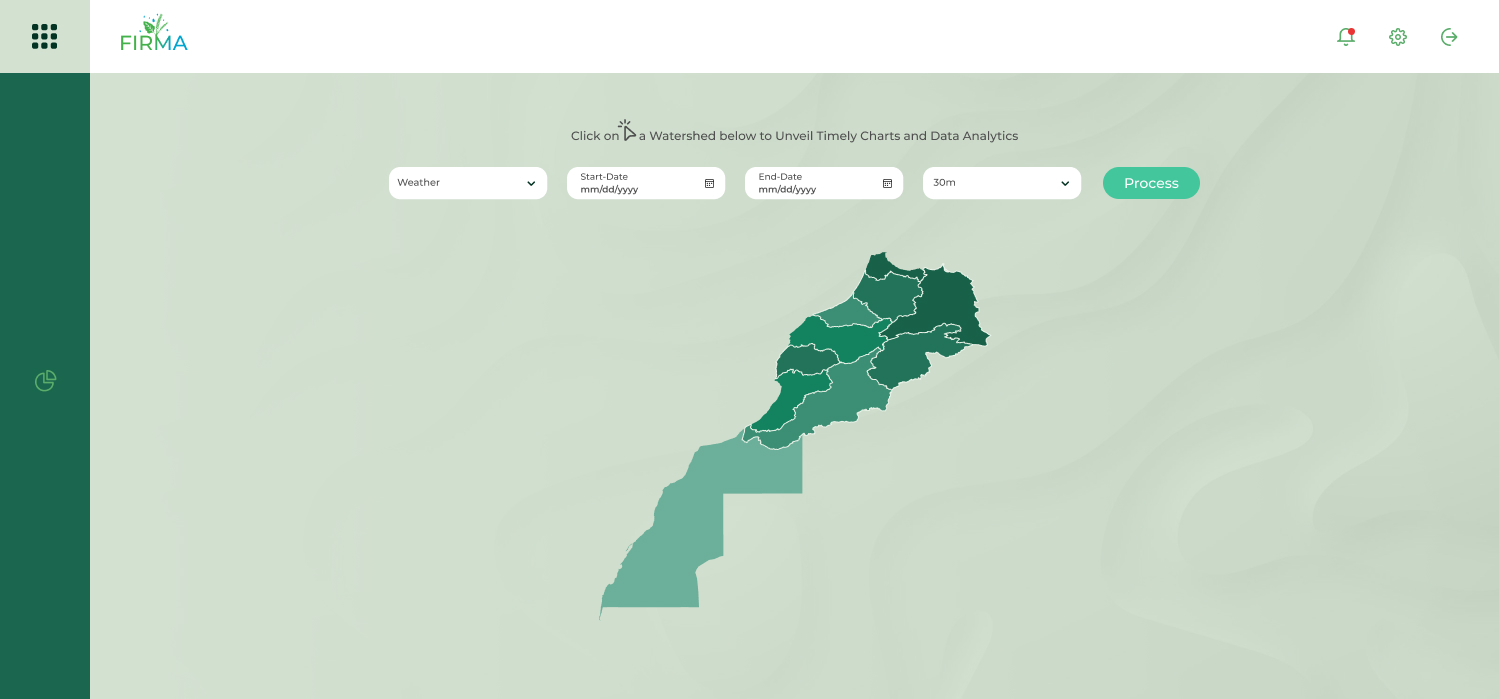 FIRMA
Click on a Watershed below to Unveil Timely Charts and Data Analytics
Weather
Start-Date
mm/dd/yyyy
End-Date
mm/dd/yyyy
30m
Process